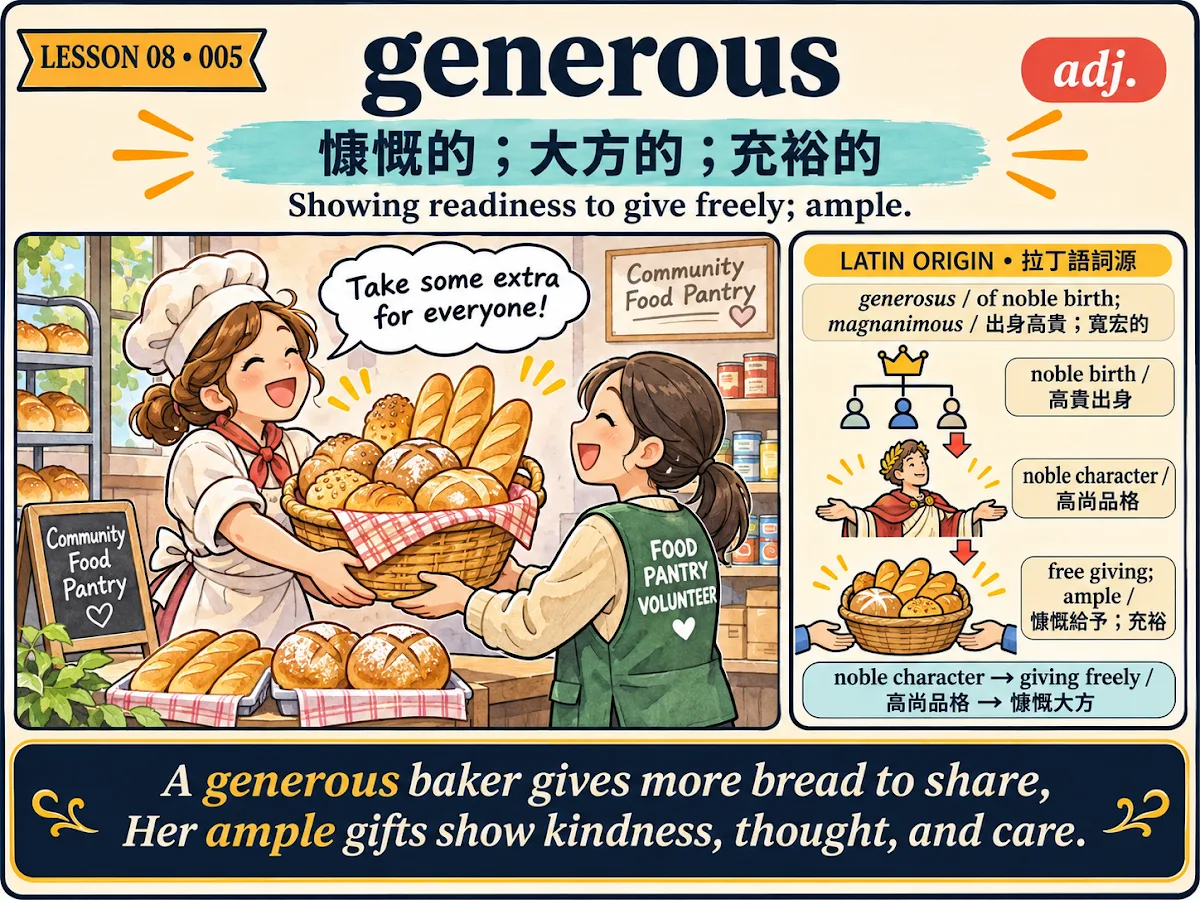 LESSON 08 • 005
generous
adj.
慷慨的；大方的；充裕的
Showing readiness to give freely; ample.
Take some extra
for everyone!
Community
Food Pantry
Community
Food
Pantry
FOOD
PANTRY
VOLUNTEER
LATIN ORIGIN • 拉丁語詞源
generosus / of noble birth;
magnanimous / 出身高貴；寬宏的
noble birth /
高貴出身
noble character /
高尚品格
free giving;
ample /
慷慨給予；充裕
noble character → giving freely /
高尚品格 → 慷慨大方
A generous baker gives more bread to share,
Her ample gifts show kindness, thought, and care.